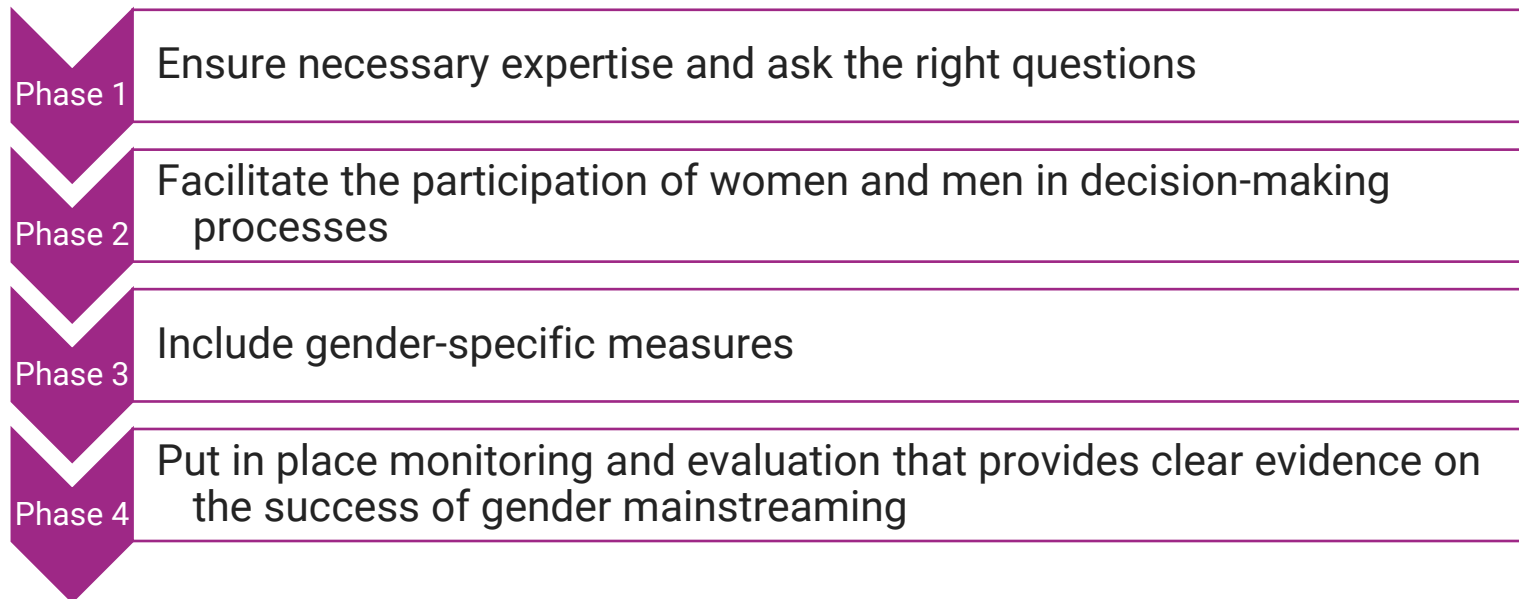 Phase 1
Ensure necessary expertise and ask the right questions
Phase 2
Facilitate the participation of women and men in decision-making
processes
Phase 3
Include gender-specific measures
Phase 4
Put in place monitoring and evaluation that provides clear evidence on
the success of gender mainstreaming